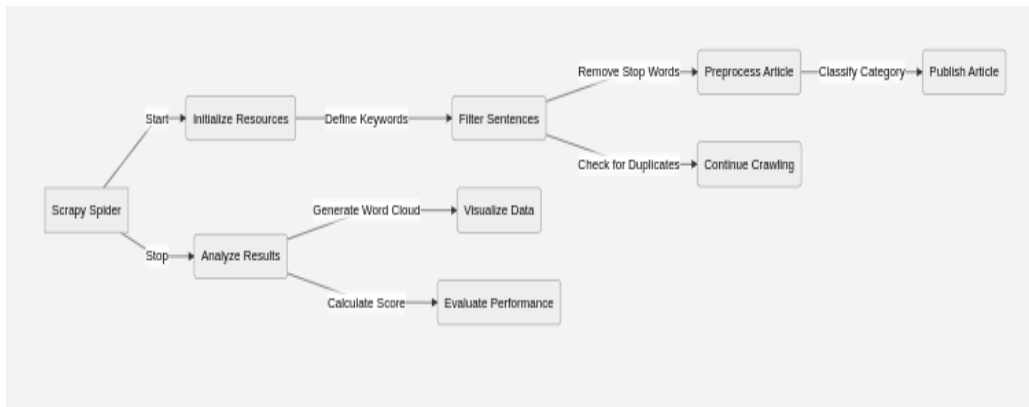 Remove Stop Words
Preprocess Article
Classify Category
Publish Article
Start
Initialize Resources
Define Keywords
Filter Sentences
Check for Duplicates
Continue Crawling
Scrapy Spider
Generate Word Cloud
Visualize Data
Stop
Analyze Results
Calculate Score
Evaluate Performance